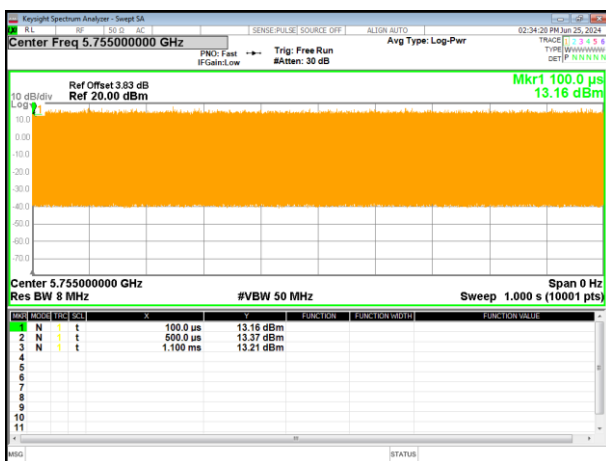 Keysight Spectrum Analyzer - Swept SA
RL RF 50 Ω AC SENSE:PULSE SOURCE OFF ALIGN AUTO 02:34:20 PM Jun 25, 2024
Center Freq 5.755000000 GHz
PNO: Fast
IFGain:Low
Trig: Free Run
#Atten: 30 dB
Avg Type: Log-Pwr
TRACE 1 2 3 4 5 6
TYPE WWWWWW
DET P N N N N N
Mkr1 100.0 µs
13.16 dBm
Ref Offset 3.83 dB
10 dB/div Ref 20.00 dBm
Log
1
10.0
0.00
-10.0
-20.0
-30.0
-40.0
-50.0
-60.0
-70.0
Center 5.755000000 GHz Span 0 Hz
Res BW 8 MHz #VBW 50 MHz Sweep 1.000 s (10001 pts)
MKR MODE TRC SCL X Y FUNCTION FUNCTION WIDTH FUNCTION VALUE
1 N 1 t 100.0 µs 13.16 dBm
2 N 1 t 500.0 µs 13.37 dBm
3 N 1 t 1.100 ms 13.21 dBm
4
5
6
7
8
9
10
11
MSG STATUS